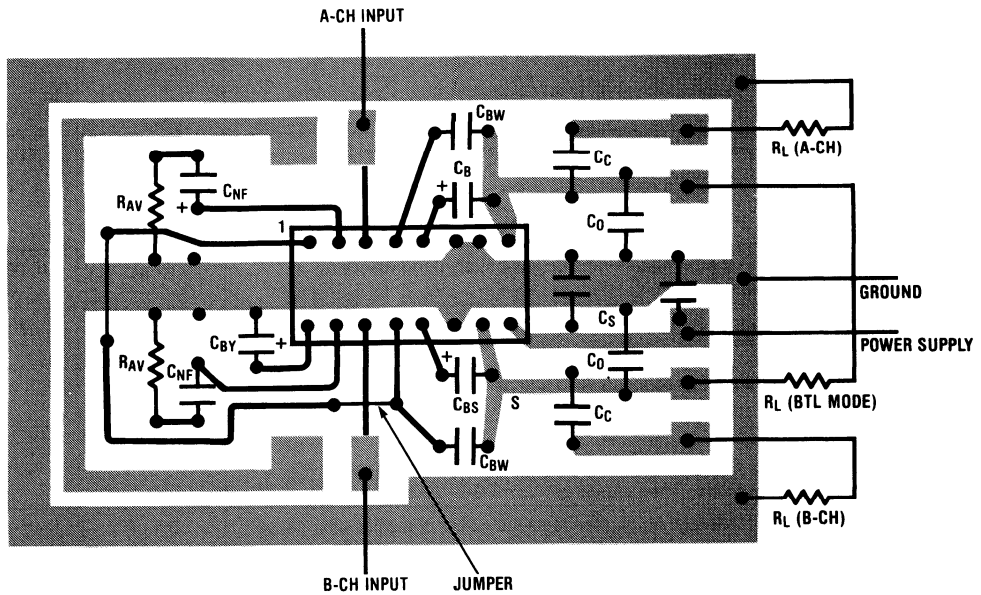 A-CH INPUT
CBW
CC
RL (A-CH)
CB
+
RAV
CNF
+
1
CO
GROUND
CS
POWER SUPPLY
CBY
+
RAV
CNF
+
CBS
S
CO
CC
RL (BTL MODE)
CBW
RL (B-CH)
B-CH INPUT
JUMPER